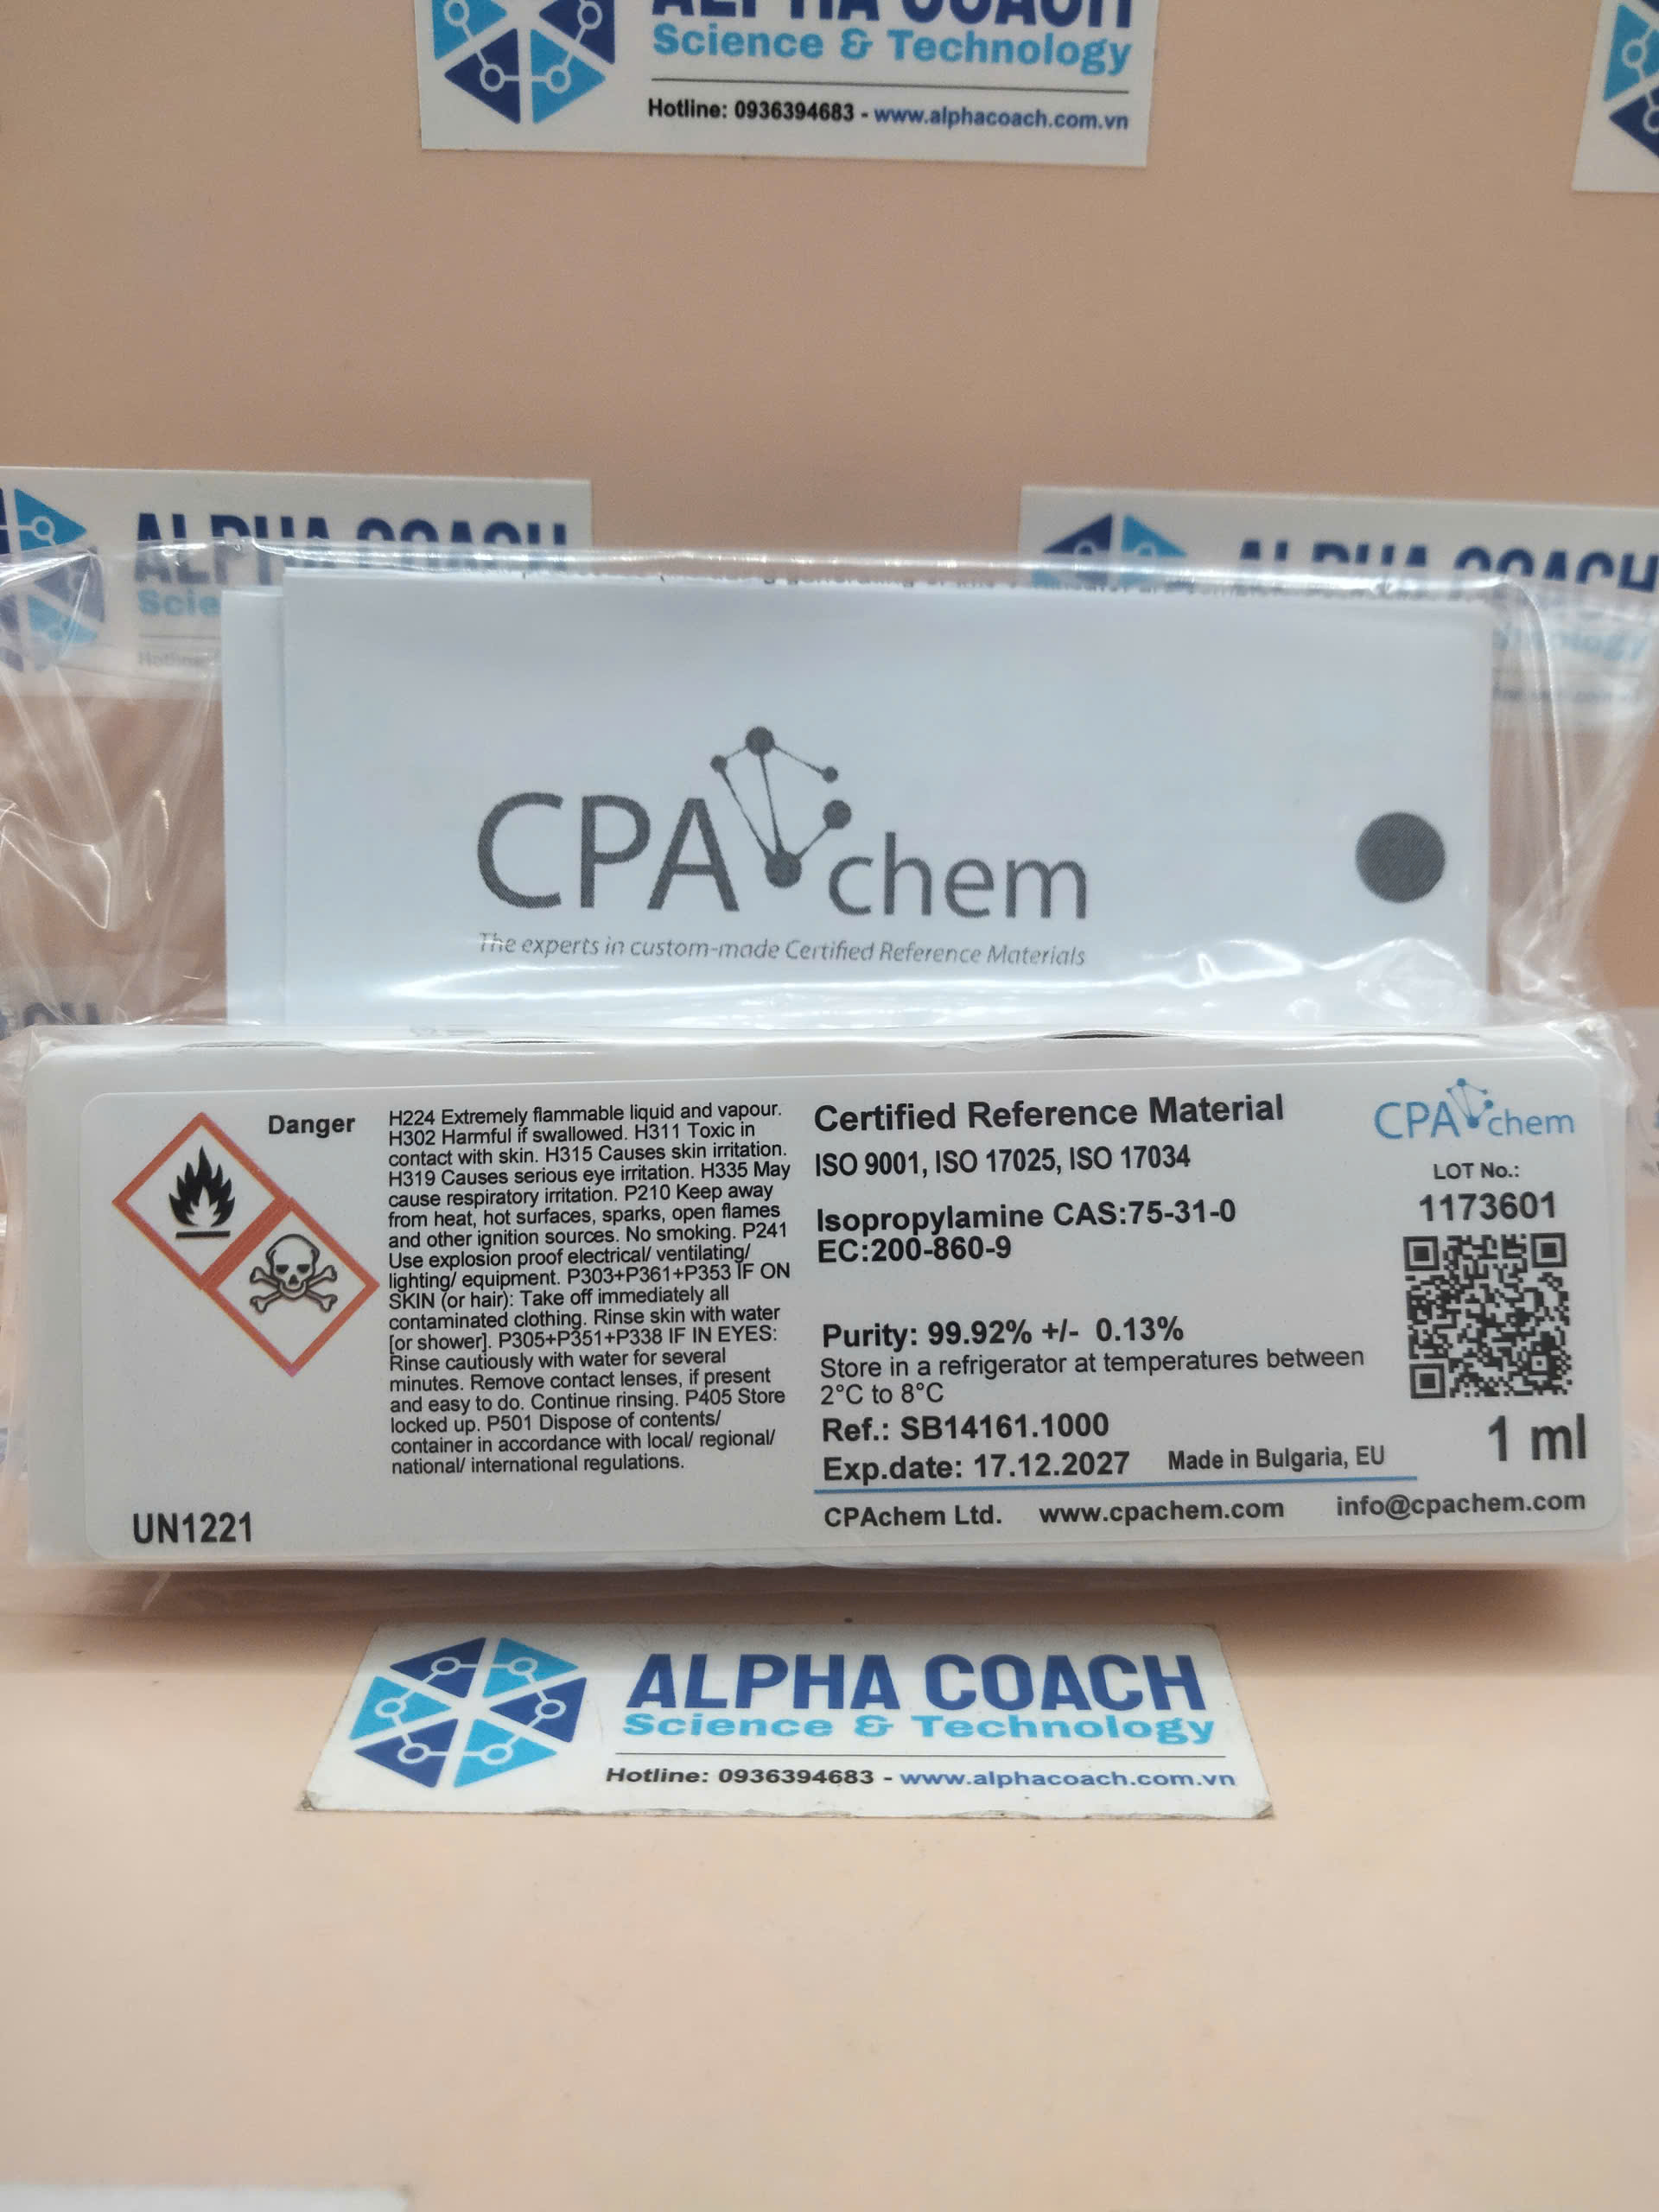 ALPHA COACH
Science & Technology
Hotline: 0936394683 - www.alphacoach.com.vn
ALPHA COACH
Scie
Hotline
ALPHA COACH
CPAchem
The experts in custom-made Certified Reference Materials
Danger
H224 Extremely flammable liquid and vapour.
H302 Harmful if swallowed. H311 Toxic in
contact with skin. H315 Causes skin irritation.
H319 Causes serious eye irritation. H335 May
cause respiratory irritation. P210 Keep away
from heat, hot surfaces, sparks, open flames
and other ignition sources. No smoking. P241
Use explosion proof electrical/ ventilating/
lighting/ equipment. P303+P361+P353 IF ON
SKIN (or hair): Take off immediately all
contaminated clothing. Rinse skin with water
[or shower]. P305+P351+P338 IF IN EYES:
Rinse cautiously with water for several
minutes. Remove contact lenses, if present
and easy to do. Continue rinsing. P405 Store
locked up. P501 Dispose of contents/
container in accordance with local/ regional/
national/ international regulations.
UN1221
Certified Reference Material
ISO 9001, ISO 17025, ISO 17034
Isopropylamine CAS:75-31-0
EC:200-860-9
Purity: 99.92% +/- 0.13%
Store in a refrigerator at temperatures between
2°C to 8°C
Ref.: SB14161.1000
Exp.date: 17.12.2027 Made in Bulgaria, EU
CPAchem Ltd. www.cpachem.com info@cpachem.com
CPAchem
LOT No.:
1173601
1 ml
ALPHA COACH
Science & Technology
Hotline: 0936394683 - www.alphacoach.com.vn